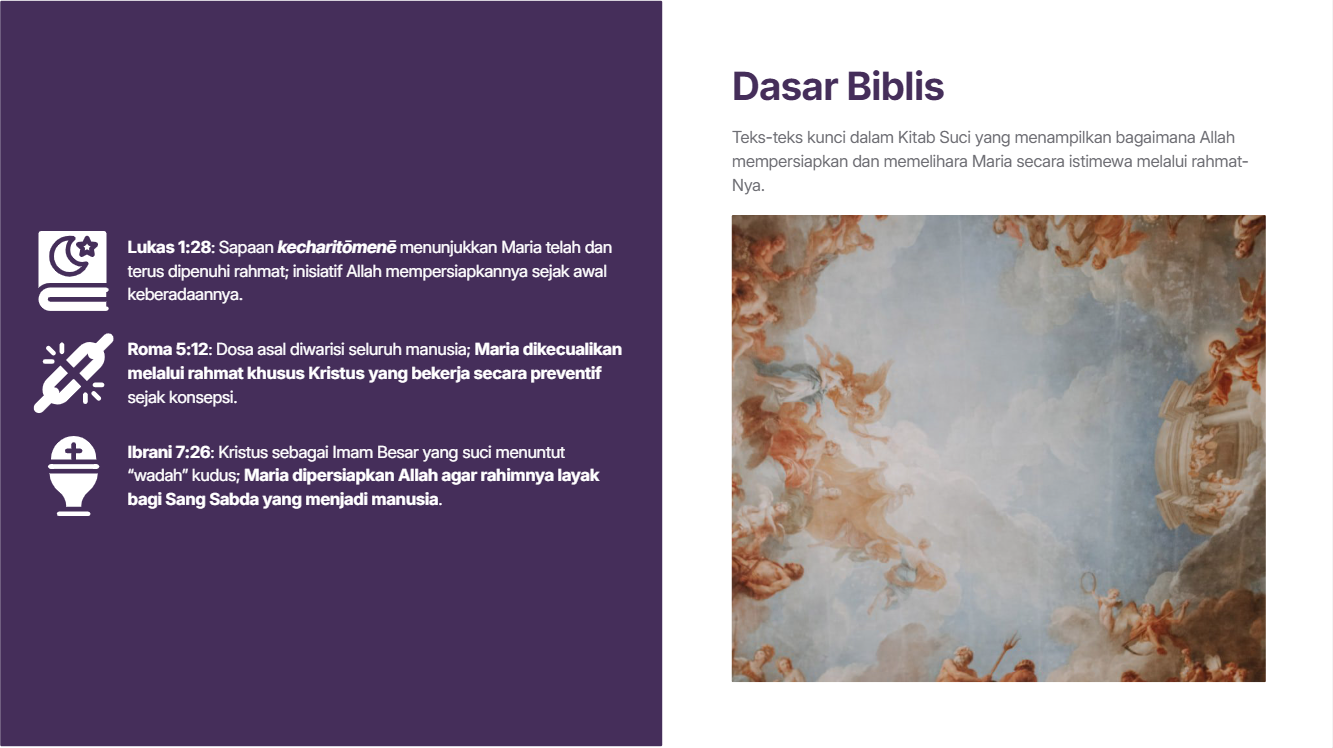 Lukas 1:28: Sapaan kecharitōmenē menunjukkan Maria telah dan
terus dipenuhi rahmat; inisiatif Allah mempersiapkannya sejak awal
keberadaannya.
Roma 5:12: Dosa asal diwarisi seluruh manusia; Maria dikecualikan
melalui rahmat khusus Kristus yang bekerja secara preventif
sejak konsepsi.
Ibrani 7:26: Kristus sebagai Imam Besar yang suci menuntut
“wadah” kudus; Maria dipersiapkan Allah agar rahimnya layak
bagi Sang Sabda yang menjadi manusia.
Dasar Biblis
Teks-teks kunci dalam Kitab Suci yang menampilkan bagaimana Allah
mempersiapkan dan memelihara Maria secara istimewa melalui rahmat-
Nya.